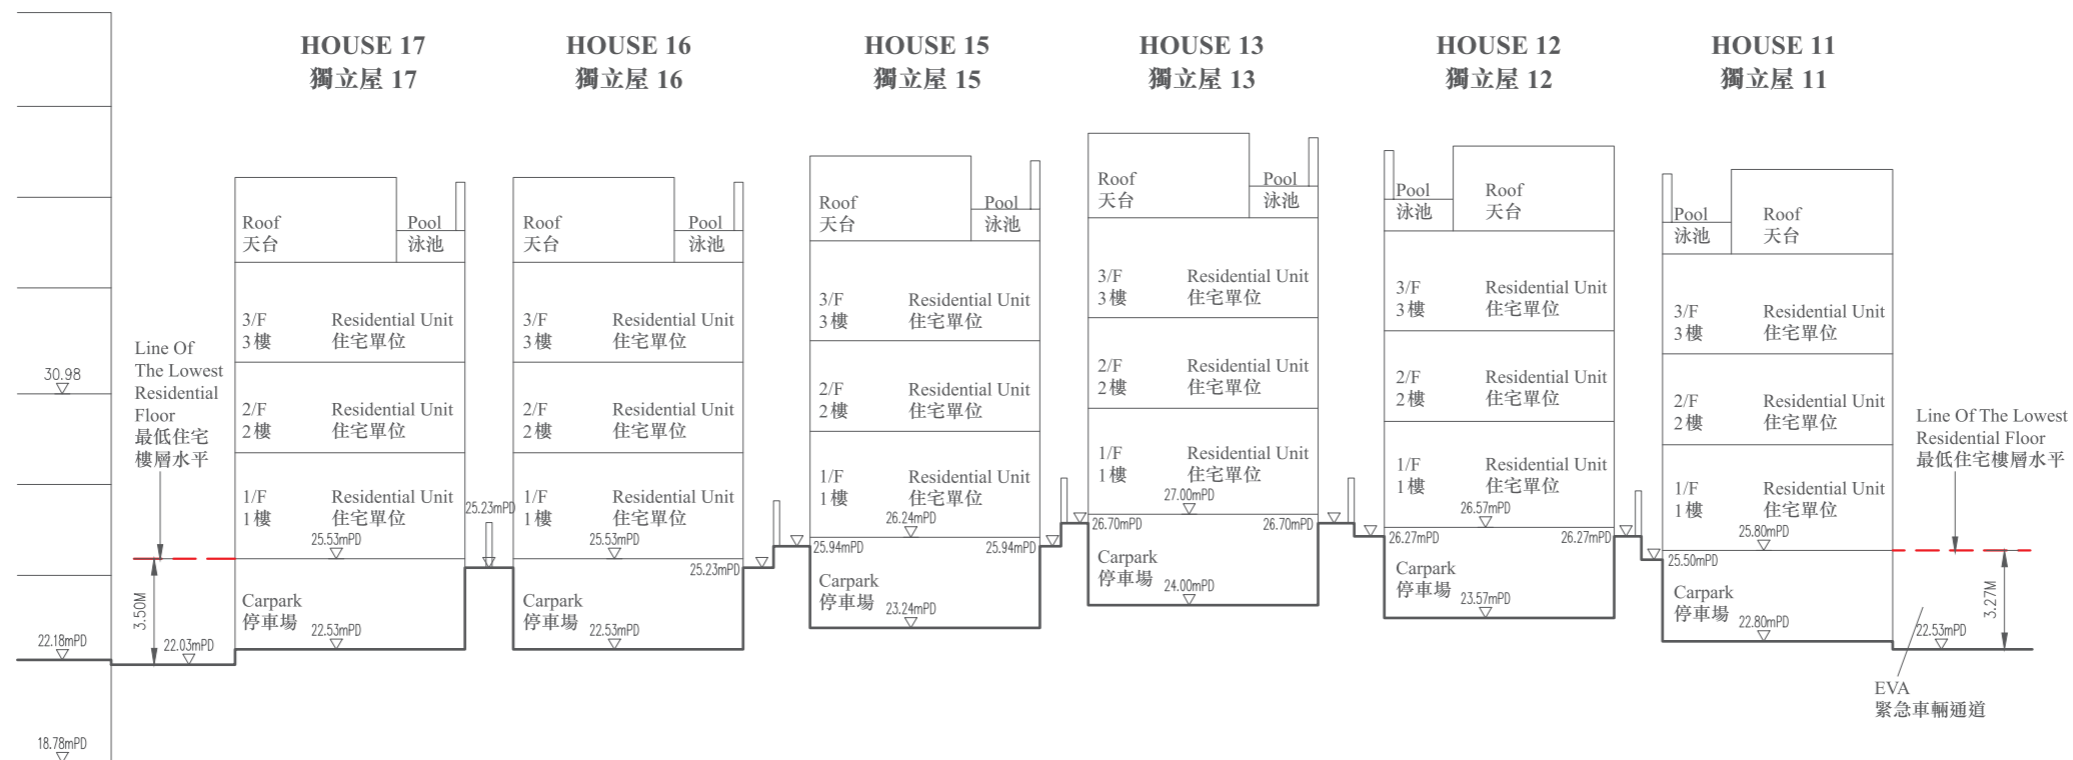 HOUSE 17
獨立屋 17
HOUSE 16
獨立屋 16
HOUSE 15
獨立屋 15
HOUSE 13
獨立屋 13
HOUSE 12
獨立屋 12
HOUSE 11
獨立屋 11
30.98
22.18mPD
18.78mPD
Line Of
The Lowest
Residential
Floor
最低住宅
樓層水平
3.50M
22.03mPD
Roof
天台
Pool
泳池
3/F Residential Unit
3樓 住宅單位
2/F Residential Unit
2樓 住宅單位
1/F Residential Unit
1樓 住宅單位
25.53mPD
Carpark
停車場
22.53mPD
25.23mPD
Roof
天台
Pool
泳池
3/F Residential Unit
3樓 住宅單位
2/F Residential Unit
2樓 住宅單位
1/F Residential Unit
1樓 住宅單位
25.53mPD
25.23mPD
Carpark
停車場
22.53mPD
Roof
天台
Pool
泳池
3/F Residential Unit
3樓 住宅單位
2/F Residential Unit
2樓 住宅單位
1/F Residential Unit
1樓 住宅單位
26.24mPD
25.94mPD 25.94mPD
Carpark
停車場
23.24mPD
Roof
天台
Pool
泳池
3/F Residential Unit
3樓 住宅單位
2/F Residential Unit
2樓 住宅單位
1/F Residential Unit
1樓 住宅單位
27.00mPD
26.70mPD 26.70mPD
Carpark
停車場
24.00mPD
Pool
泳池
Roof
天台
3/F Residential Unit
3樓 住宅單位
2/F Residential Unit
2樓 住宅單位
1/F Residential Unit
1樓 住宅單位
26.57mPD
26.27mPD 26.27mPD
Carpark
停車場
23.57mPD
Pool
泳池
Roof
天台
3/F Residential Unit
3樓 住宅單位
2/F Residential Unit
2樓 住宅單位
1/F Residential Unit
1樓 住宅單位
25.80mPD
25.50mPD
Carpark
停車場
22.80mPD
Line Of The Lowest
Residential Floor
最低住宅樓層水平
3.27M
22.53mPD
EVA
緊急車輛通道